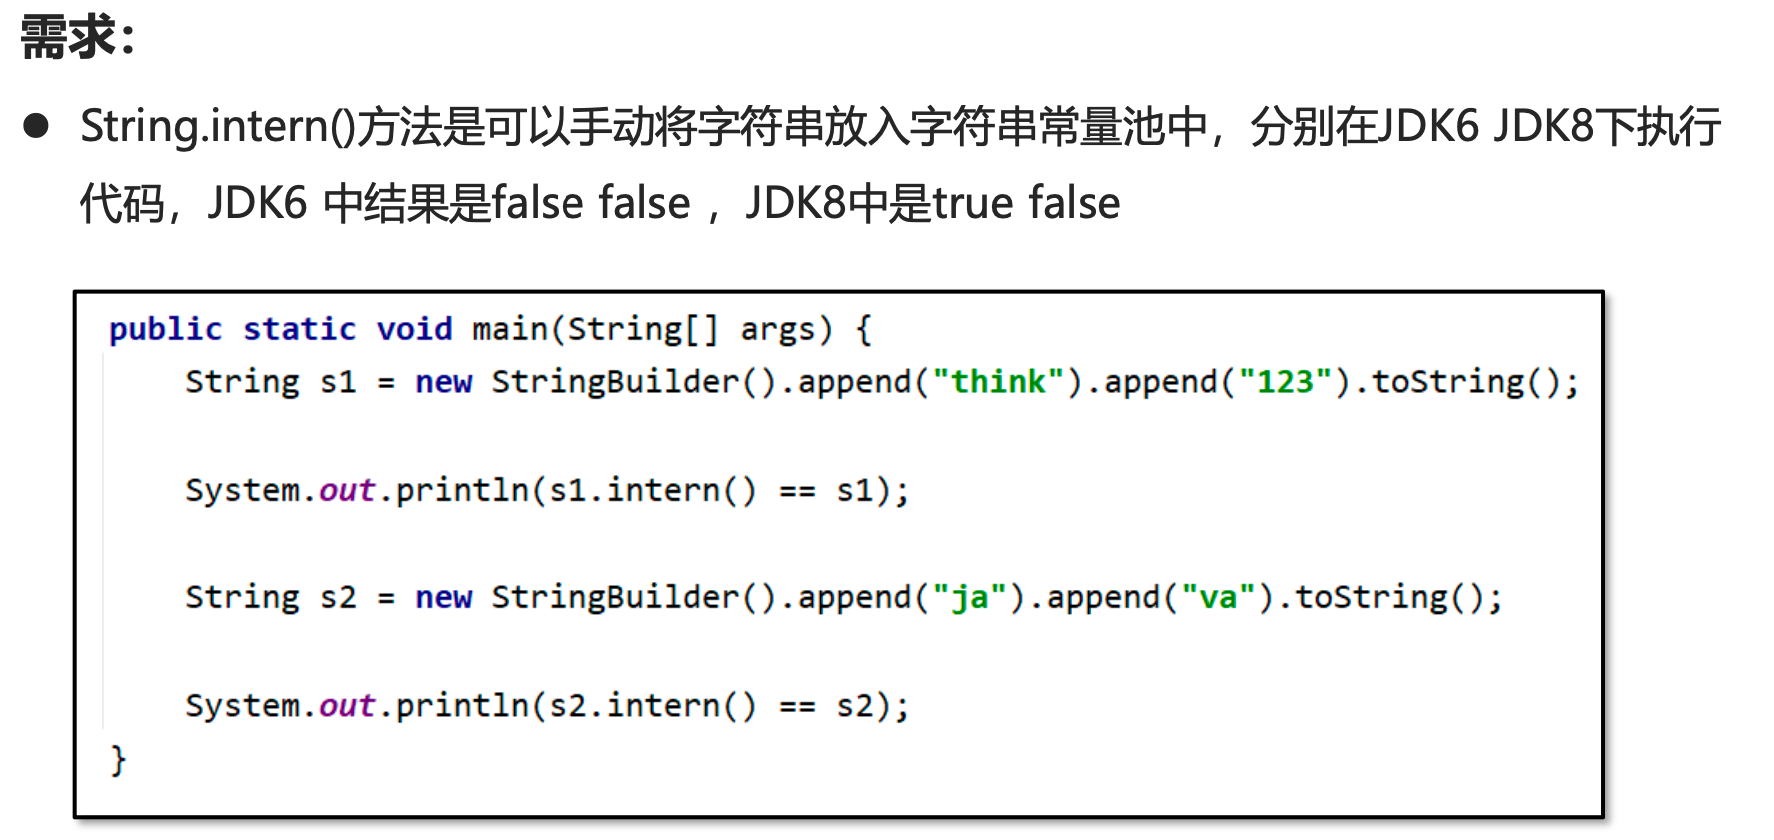 需求：
● String.intern()方法是可以手动将字符串放入字符串常量池中，分别在JDK6 JDK8下执行
代码，JDK6 中结果是false false ，JDK8中是true false
public static void main(String[] args) {
String s1 = new StringBuilder().append("think").append("123").toString();
System.out.println(s1.intern() == s1);
String s2 = new StringBuilder().append("ja").append("va").toString();
System.out.println(s2.intern() == s2);
}